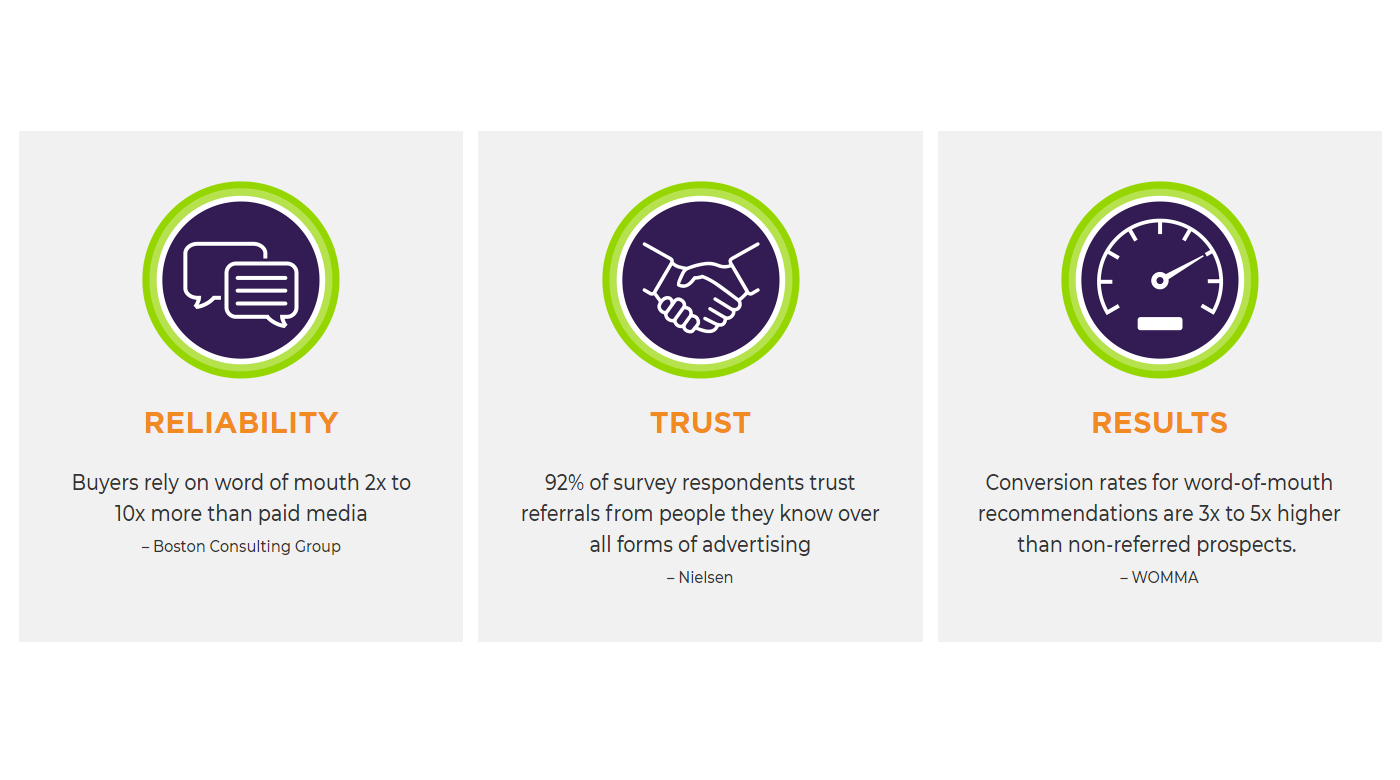 RELIABILITY
Buyers rely on word of mouth 2x to
10x more than paid media
– Boston Consulting Group
TRUST
92% of survey respondents trust
referrals from people they know over
all forms of advertising
– Nielsen
RESULTS
Conversion rates for word-of-mouth
recommendations are 3x to 5x higher
than non-referred prospects.
– WOMMA